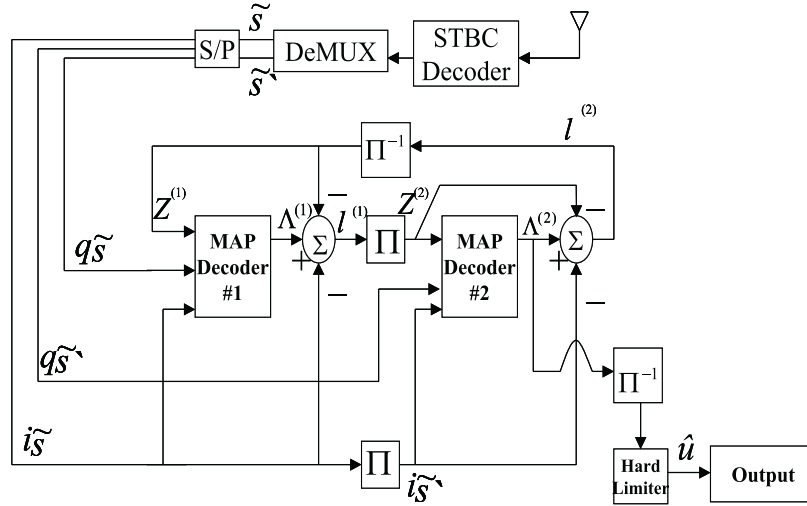 s̃
S/P
DeMUX
STBC
Decoder
s̃`
l⁽²⁾
Π⁻¹
Z⁽¹⁾
Λ⁽¹⁾
l⁽¹⁾
Z⁽²⁾
Λ⁽²⁾
−
−
MAP
Decoder
#1
Σ
+
−
Π
MAP
Decoder
#2
Σ
+
−
qs̃
qs̃`
Π⁻¹
is̃
Π
is̃`
Hard
Limiter
û
Output